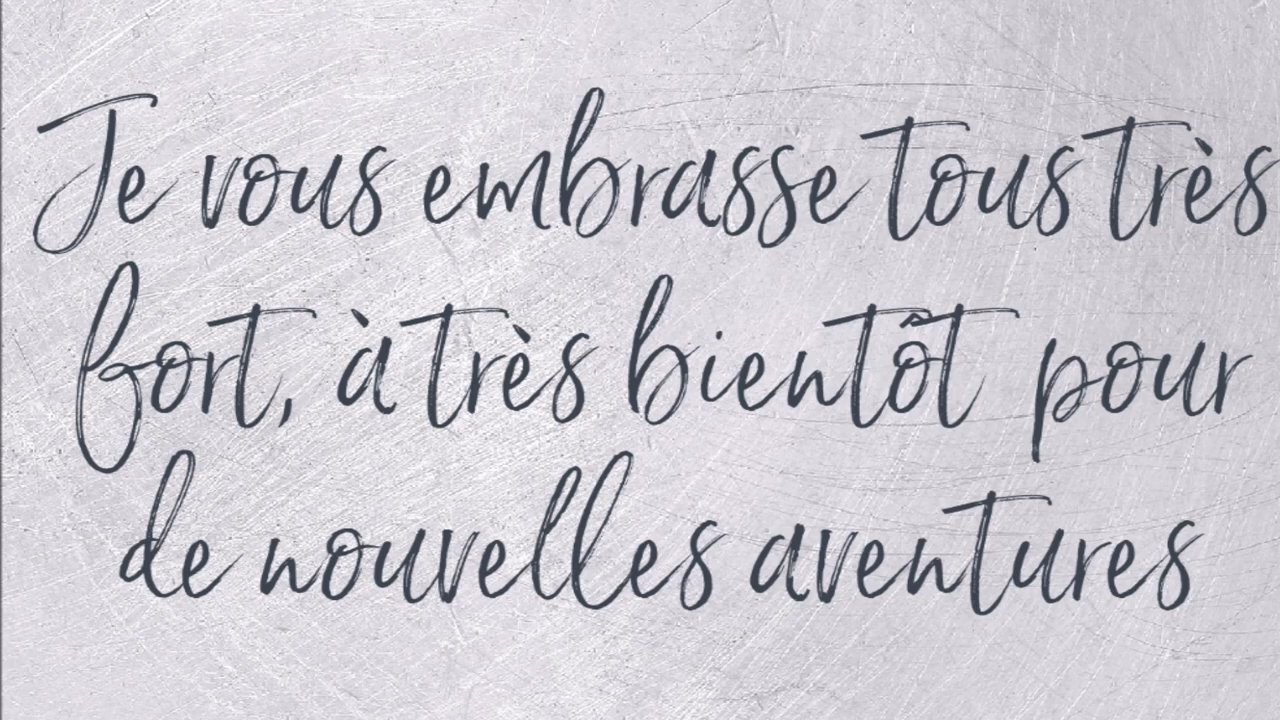 Je vous embrasse tous très
fort, à très bientôt pour
de nouvelles aventures